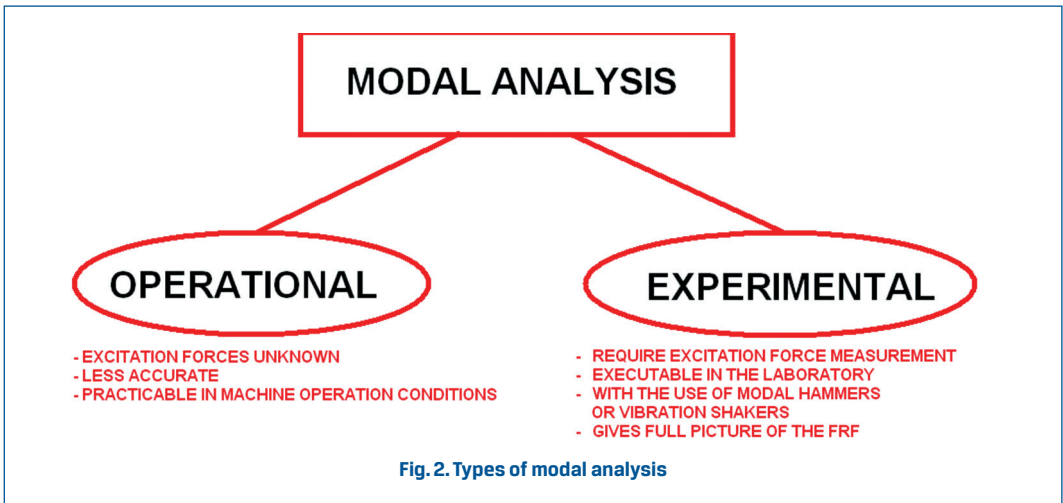 MODAL ANALYSIS
OPERATIONAL
- EXCITATION FORCES UNKNOWN
- LESS ACCURATE
- PRACTICABLE IN MACHINE OPERATION CONDITIONS
EXPERIMENTAL
- REQUIRE EXCITATION FORCE MEASUREMENT
- EXECUTABLE IN THE LABORATORY
- WITH THE USE OF MODAL HAMMERS
OR VIBRATION SHAKERS
- GIVES FULL PICTURE OF THE FRF
Fig. 2. Types of modal analysis